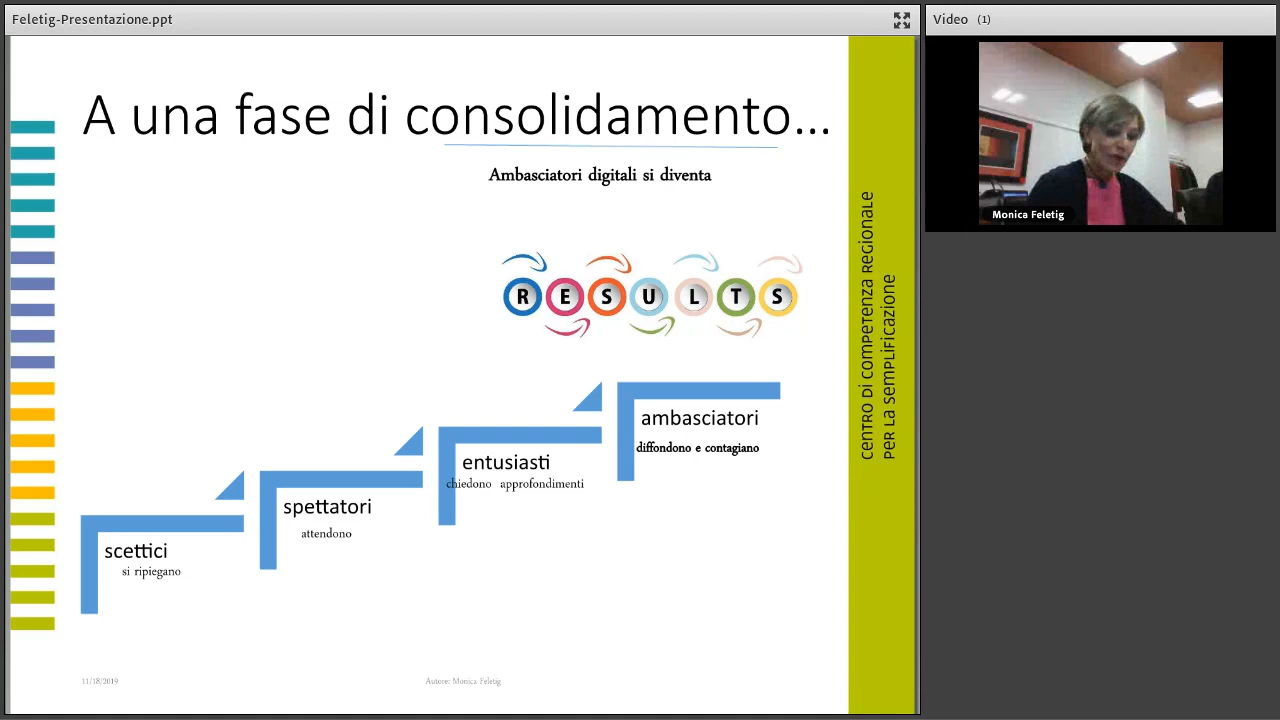 Feletig-Presentazione.ppt
Video (1)
Monica Feletig
A una fase di consolidamento...
Ambasciatori digitali si diventa
RESULTS
ambasciatori
diffondono e contagiano
entusiasti
chiedono approfondimenti
spettatori
attendono
scettici
si ripiegano
11/18/2019
Autore: Monica Feletig
CENTRO DI COMPETENZA REGIONALE
PER LA SEMPLIFICAZIONE